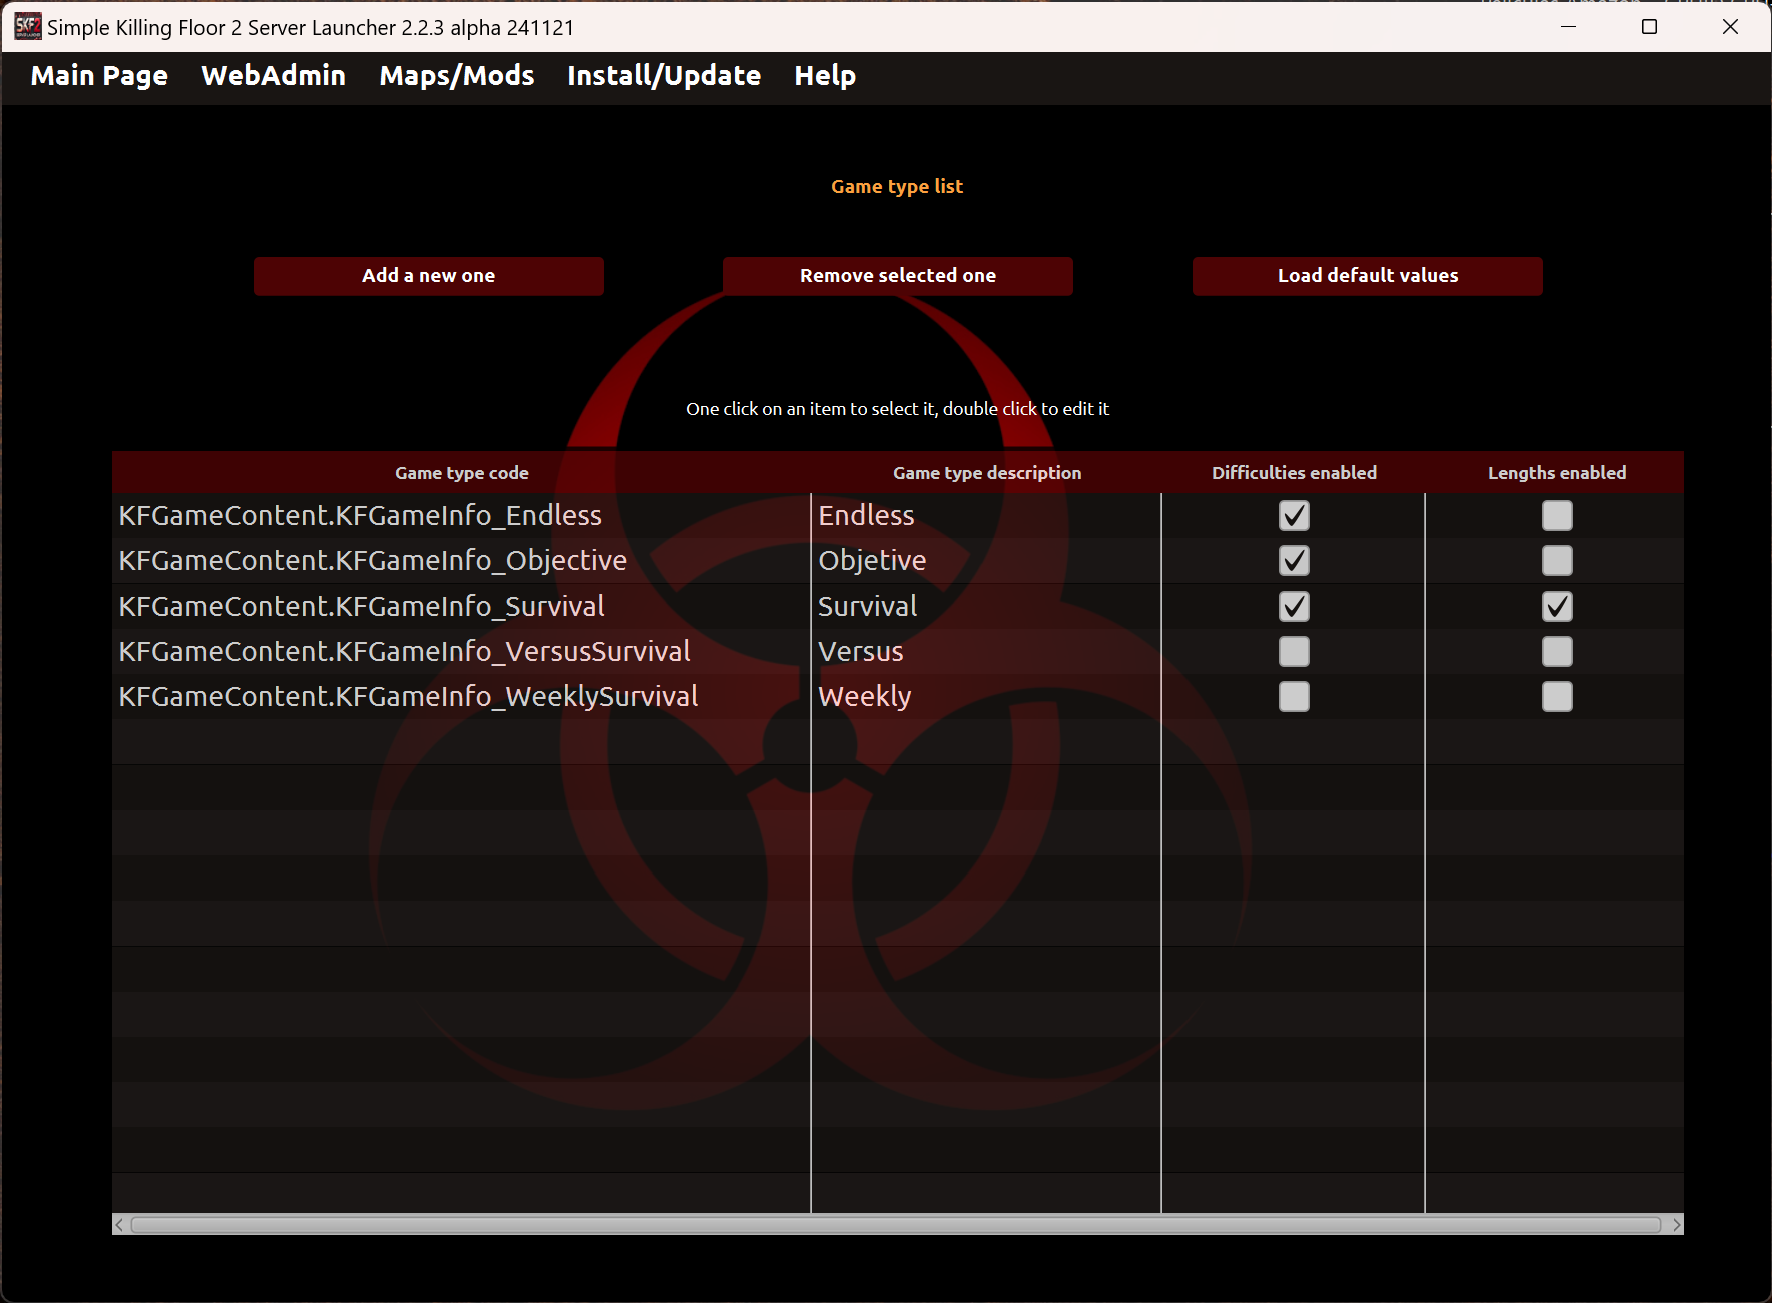 Simple Killing Floor 2 Server Launcher 2.2.3 alpha 241121
Main Page WebAdmin Maps/Mods Install/Update Help
Game type list
Add a new one Remove selected one Load default values
One click on an item to select it, double click to edit it
Game type code Game type description Difficulties enabled Lengths enabled
KFGameContent.KFGameInfo_Endless Endless
KFGameContent.KFGameInfo_Objective Objetive
KFGameContent.KFGameInfo_Survival Survival
KFGameContent.KFGameInfo_VersusSurvival Versus
KFGameContent.KFGameInfo_WeeklySurvival Weekly